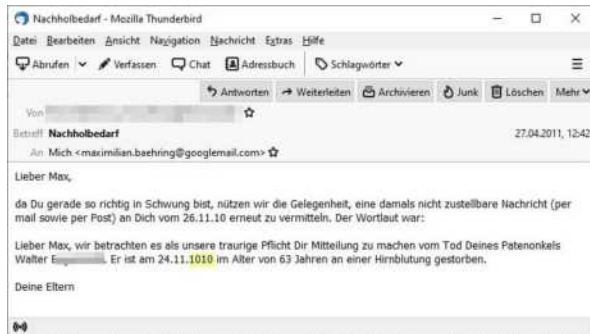 Nachholbedarf - Mozilla Thunderbird
Datei Bearbeiten Ansicht Navigation Nachricht Extras Hilfe
Abrufen Verfassen Chat Adressbuch Schlagwörter
Antworten Weiterleiten Archivieren Junk Löschen Mehr
Von
Betreff Nachholbedarf 27.04.2011, 12:42
An Mich <maximilian.baehring@googlemail.com>
Lieber Max,
da Du gerade so richtig in Schwung bist, nützen wir die Gelegenheit, eine damals nicht zustellbare Nachricht (per
mail sowie per Post) an Dich vom 26.11.10 erneut zu vermitteln. Der Wortlaut war:
Lieber Max, wir betrachten es als unsere traurige Pflicht Dir Mitteilung zu machen vom Tod Deines Patenonkels
Walter. Er ist am 24.11.1010 im Alter von 63 Jahren an einer Hirnblutung gestorben.
Deine Eltern